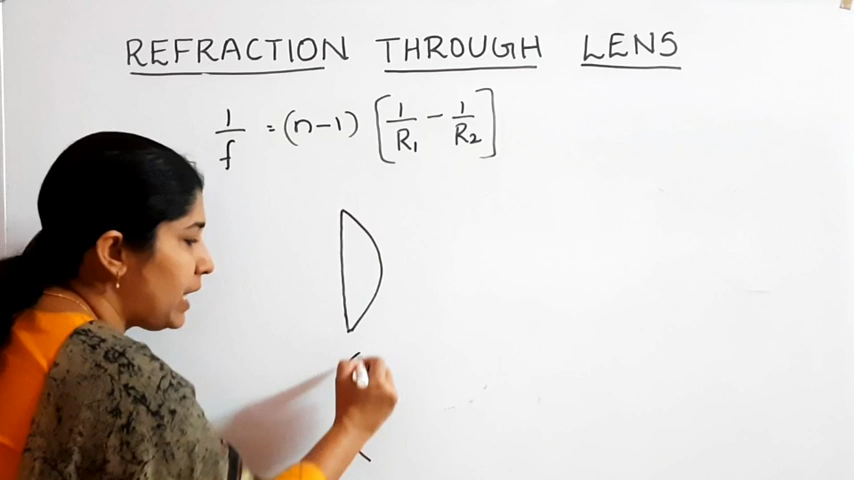 REFRACTION THROUGH LENS
1/f = (n-1) [1/R₁ - 1/R₂]